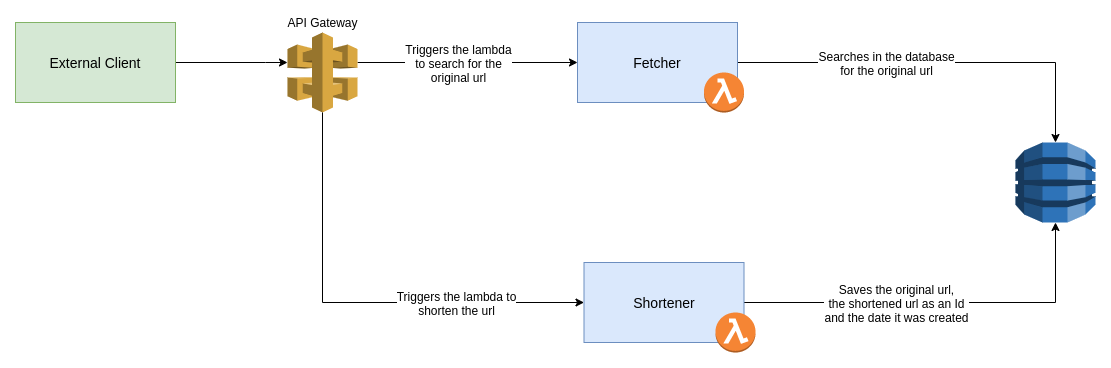 API Gateway
External Client
Triggers the lambda
to search for the
original url
Fetcher
Searches in the database
for the original url
Triggers the lambda to
shorten the url
Shortener
Saves the original url,
the shortened url as an Id
and the date it was created